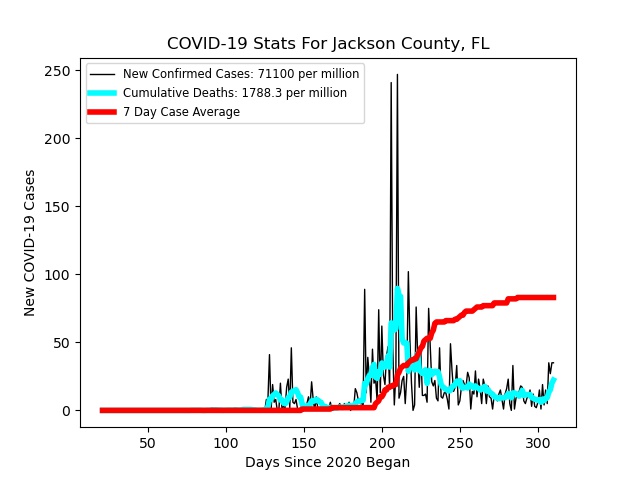 COVID-19 Stats For Jackson County, FL
New Confirmed Cases: 71100 per million
Cumulative Deaths: 1788.3 per million
7 Day Case Average
New COVID-19 Cases
250
200
150
100
50
0
50 100 150 200 250 300
Days Since 2020 Began